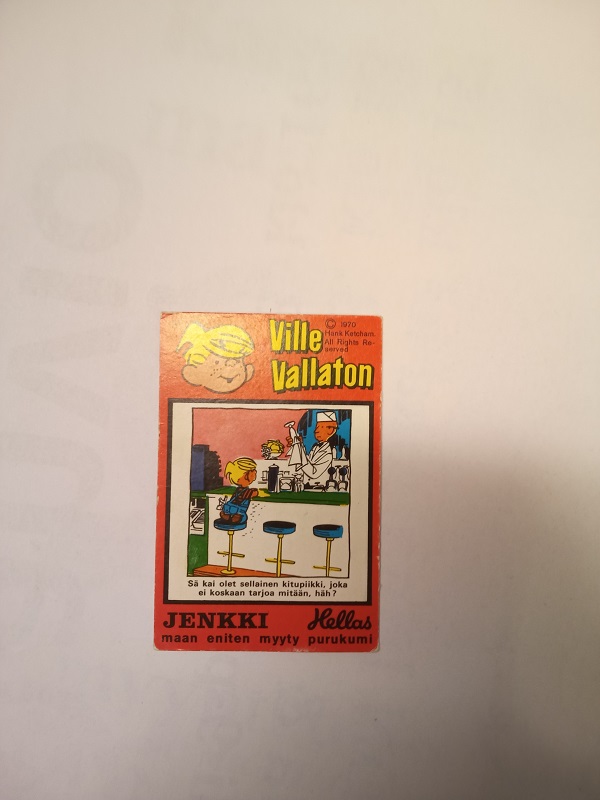 Ville
Vallaton
© 1970
Henk Ketcham.
All Rights Re-
served
Sä kai olet sellainen kitupiikki, joka
ei koskaan tarjoa mitään, häh?
JENKKI Hellas
maan eniten myyty purukumi